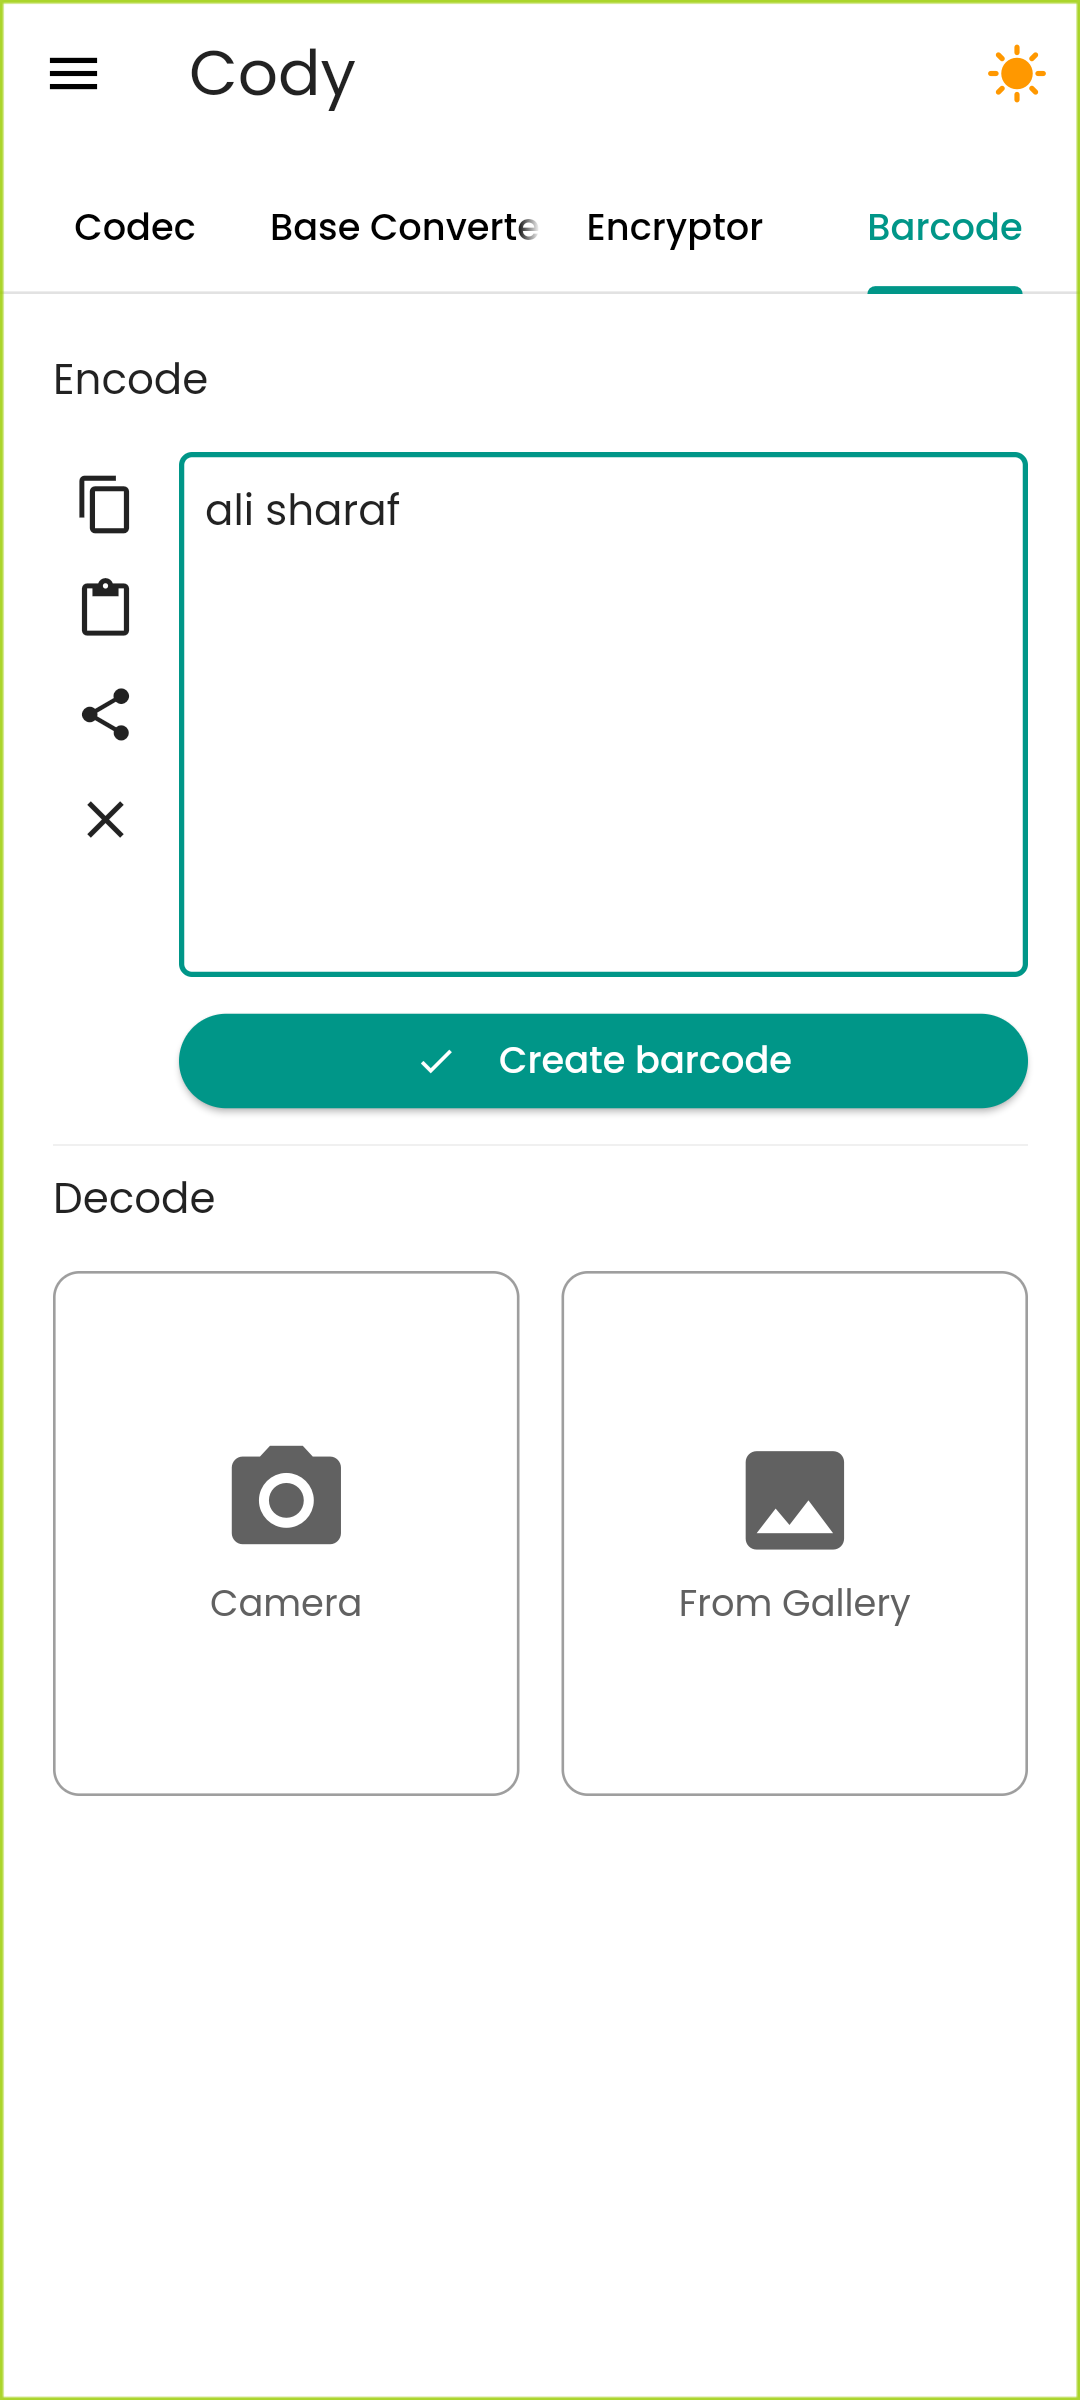 Cody
Codec Base Converte Encryptor Barcode
Encode
ali sharaf
Create barcode
Decode
Camera From Gallery